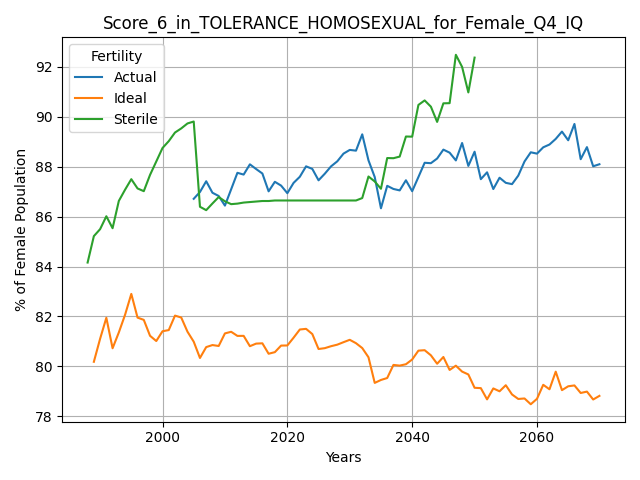 Score_6_in_TOLERANCE_HOMOSEXUAL_for_Female_Q4_IQ
Fertility
Actual
Ideal
Sterile
% of Female Population
92
90
88
86
84
82
80
78
2000
2020
2040
2060
Years